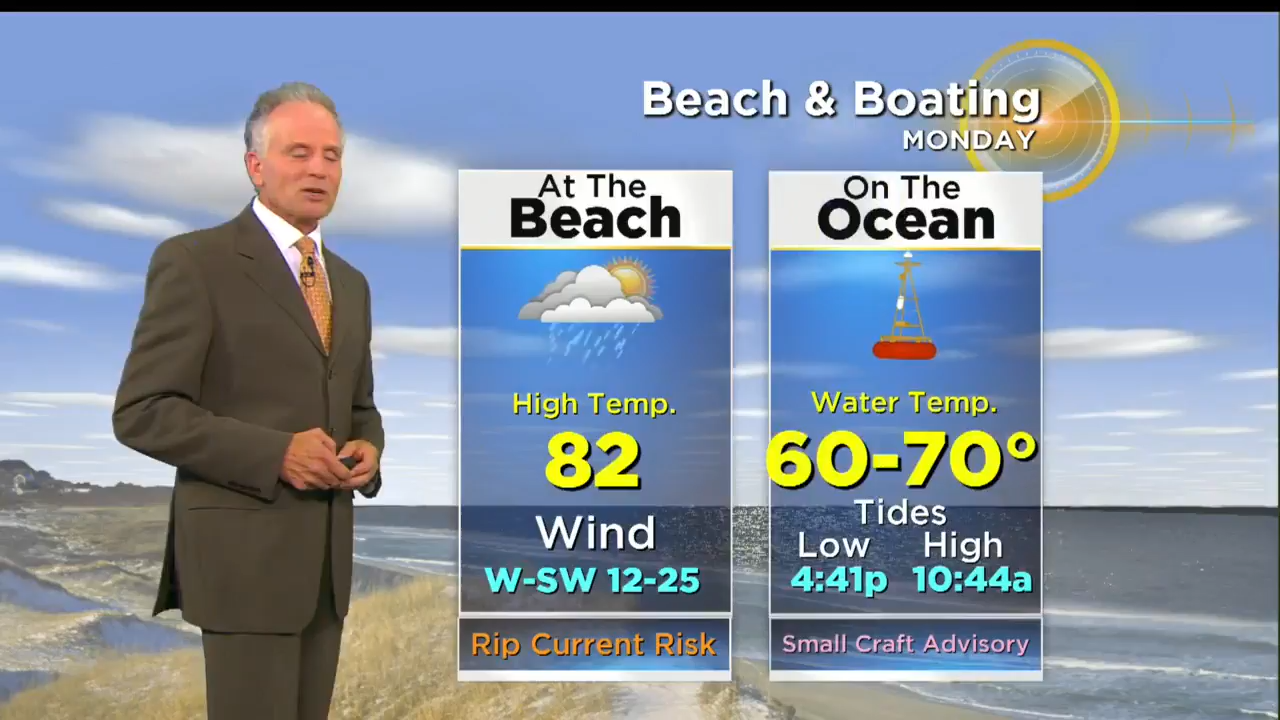 Beach & Boating
MONDAY
At The
Beach
High Temp.
82
Wind
W-SW 12-25
Rip Current Risk
On The
Ocean
Water Temp.
60-70°
Tides
Low High
4:41p 10:44a
Small Craft Advisory